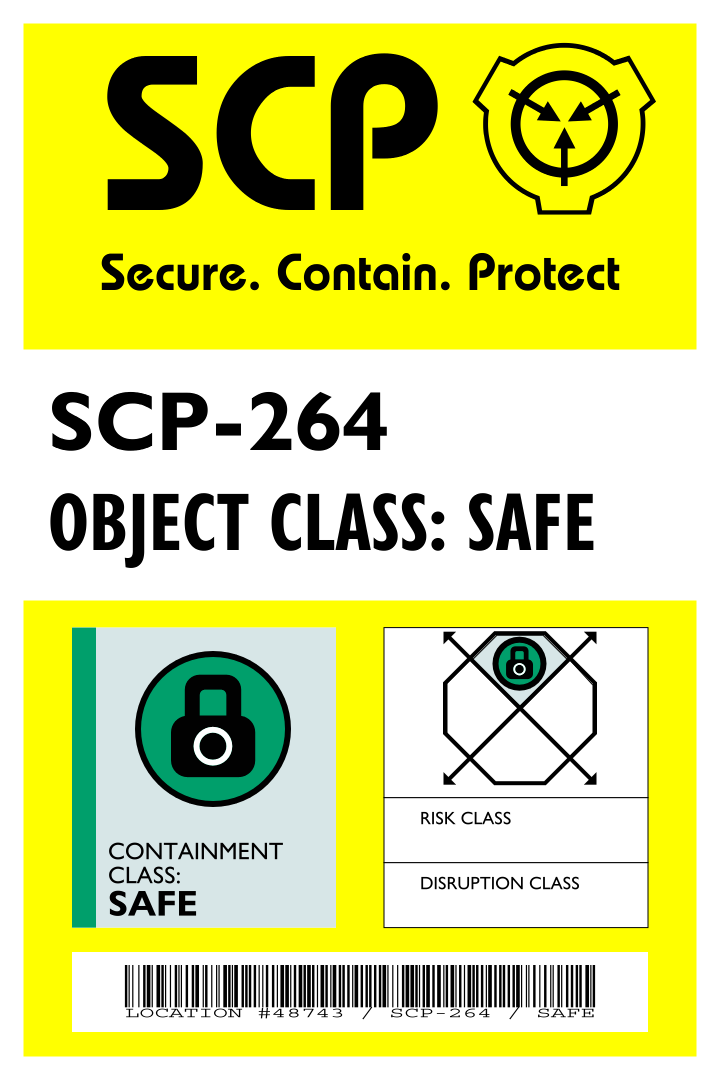 SCP
Secure. Contain. Protect
SCP-264
OBJECT CLASS: SAFE
CONTAINMENT
CLASS:
SAFE
RISK CLASS
DISRUPTION CLASS
LOCATION #48743 / SCP-264 / SAFE